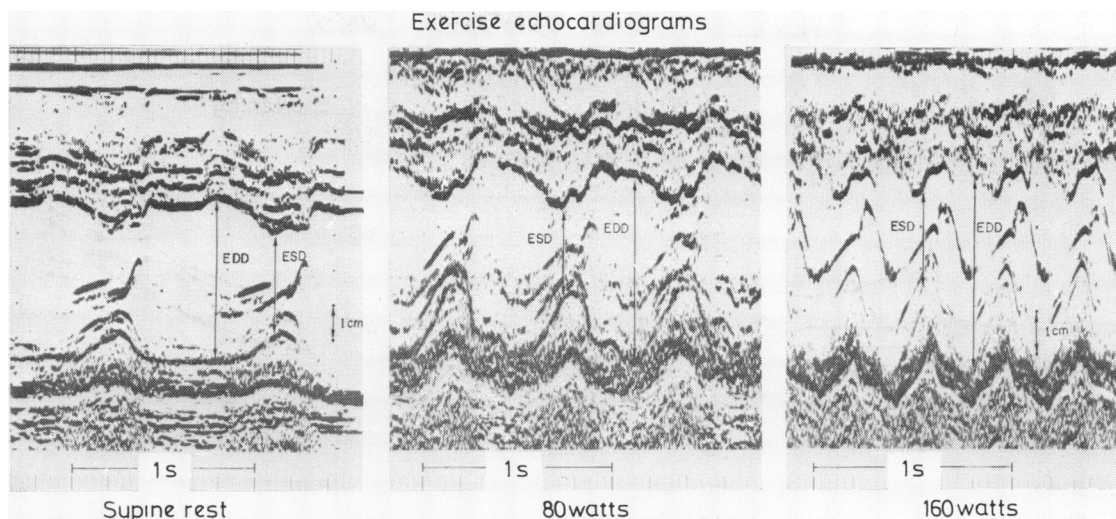 Exercise echocardiograms
EDD
ESD
1cm
ESD
EDD
ESD
EDD
1cm
1s
1s
1s
Supine rest
80watts
160watts